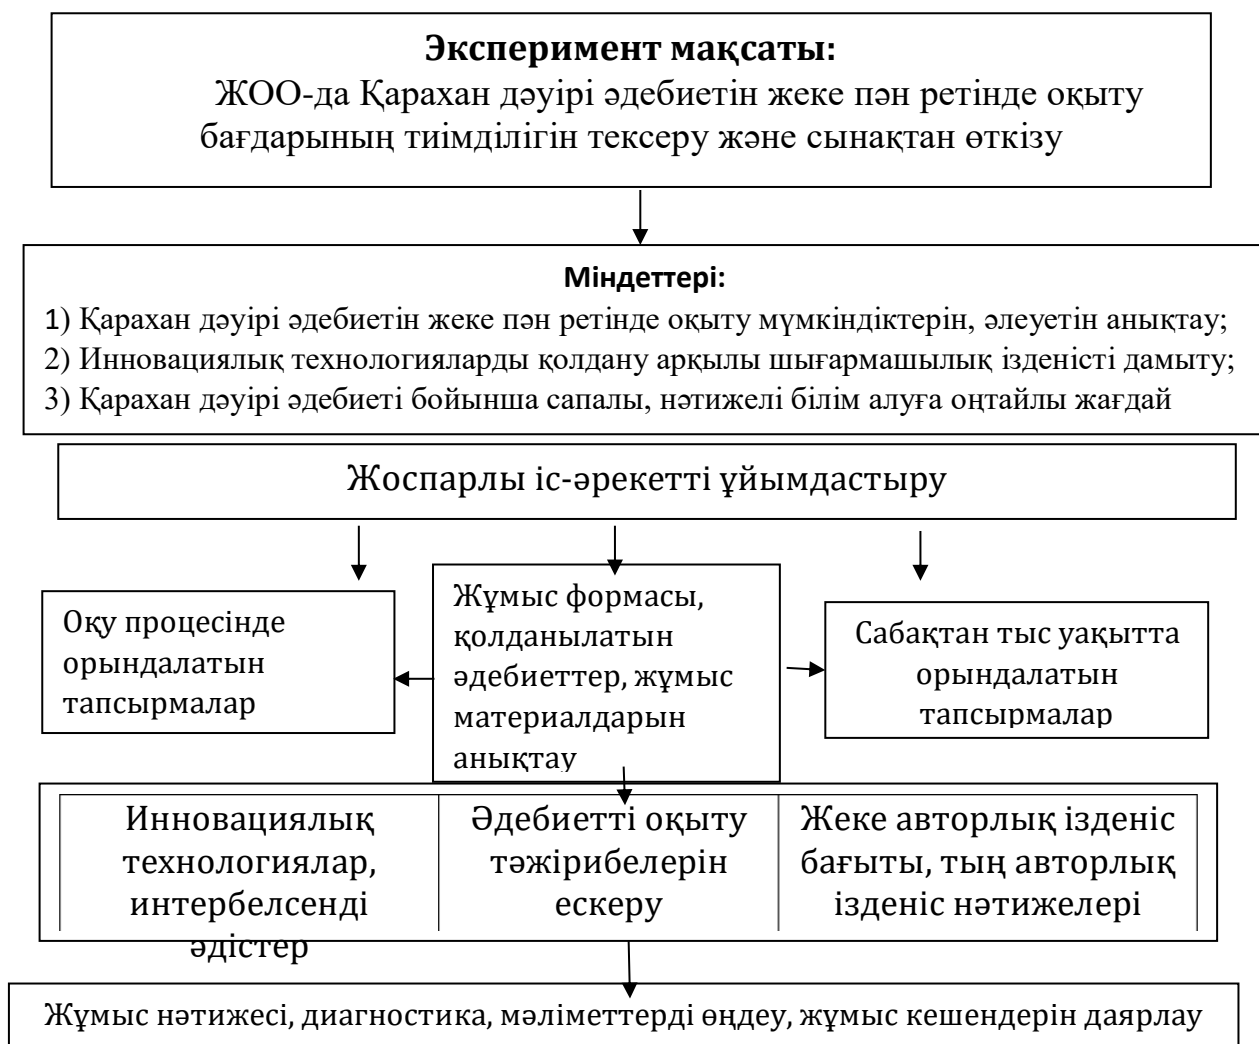 Эксперимент мақсаты:
ЖОО-да Қарахан дәуірі әдебиетін жеке пән ретінде оқыту
бағдарының тиімділігін тексеру және сынақтан өткізу
Міндеттері:
1) Қарахан дәуірі әдебиетін жеке пән ретінде оқыту мүмкіндіктерін, әлеуетін анықтау;
2) Инновациялық технологияларды қолдану арқылы шығармашылық ізденісті дамыту;
3) Қарахан дәуірі әдебиеті бойынша сапалы, нәтижелі білім алуға оңтайлы жағдай
Жоспарлы іс-әрекетті ұйымдастыру
Оқу процесінде
орындалатын
тапсырмалар
Жұмыс формасы,
қолданылатын
әдебиеттер, жұмыс
материалдарын
анықтау
Сабақтан тыс уақытта
орындалатын
тапсырмалар
Инновациялық
технологиялар,
интербелсенді
әдістер
Әдебиетті оқыту
тәжірибелерін
ескеру
Жеке авторлық ізденіс
бағыты, тың авторлық
ізденіс нәтижелері
Жұмыс нәтижесі, диагностика, мәліметтерді өңдеу, жұмыс кешендерін даярлау